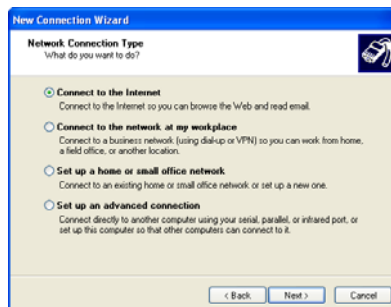 New Connection Wizard
Network Connection Type
What do you want to do?
Connect to the Internet
Connect to the Internet so you can browse the Web and read email.
Connect to the network at my workplace
Connect to a business network (using dial-up or VPN) so you can work from home,
a field office, or another location.
Set up a home or small office network
Connect to an existing home or small office network or set up a new one.
Set up an advanced connection
Connect directly to another computer using your serial, parallel, or infrared port, or
set up this computer so that other computers can connect to it.
< Back
Next >
Cancel